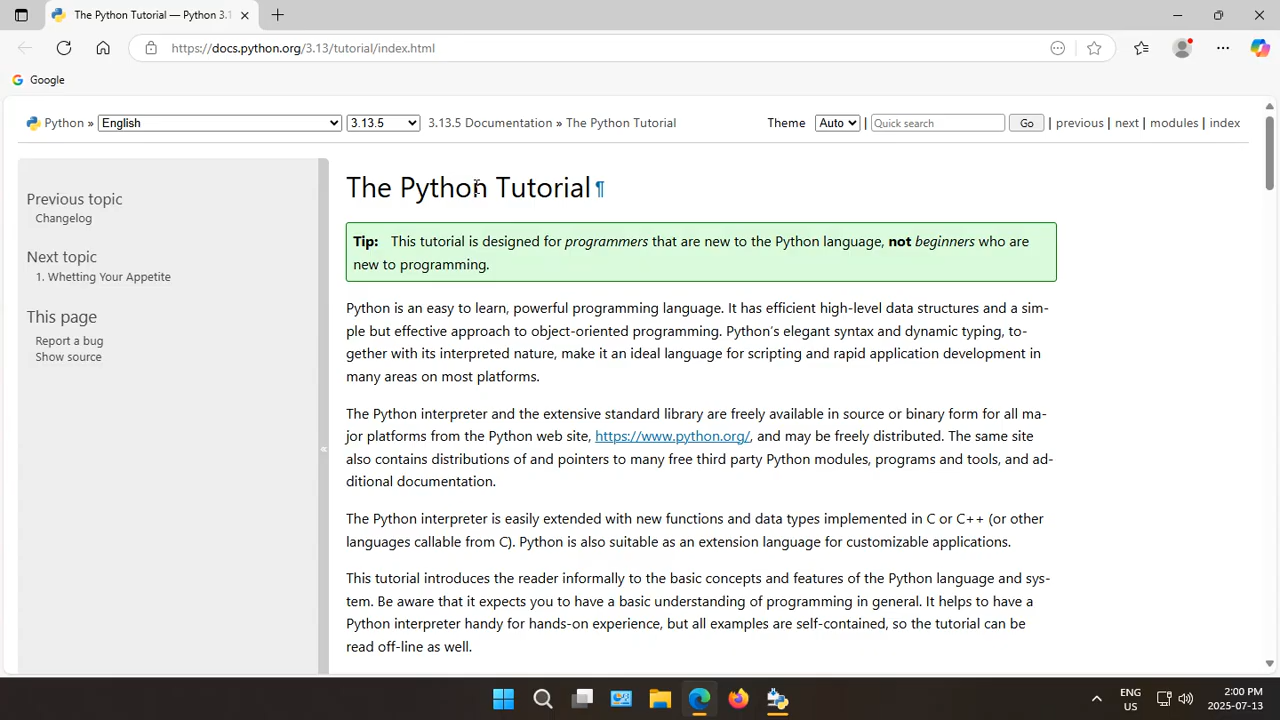 The Python Tutorial — Python 3.1
https://docs.python.org/3.13/tutorial/index.html
Google
Python » English 3.13.5 3.13.5 Documentation » The Python Tutorial Theme Auto | Quick search Go | previous | next | modules | index
Previous topic
Changelog
Next topic
1. Whetting Your Appetite
This page
Report a bug
Show source
«
The Python Tutorial ¶
Tip: This tutorial is designed for programmers that are new to the Python language, not beginners who are
new to programming.
Python is an easy to learn, powerful programming language. It has efficient high-level data structures and a sim-
ple but effective approach to object-oriented programming. Python’s elegant syntax and dynamic typing, to-
gether with its interpreted nature, make it an ideal language for scripting and rapid application development in
many areas on most platforms.
The Python interpreter and the extensive standard library are freely available in source or binary form for all ma-
jor platforms from the Python web site, https://www.python.org/, and may be freely distributed. The same site
also contains distributions of and pointers to many free third party Python modules, programs and tools, and ad-
ditional documentation.
The Python interpreter is easily extended with new functions and data types implemented in C or C++ (or other
languages callable from C). Python is also suitable as an extension language for customizable applications.
This tutorial introduces the reader informally to the basic concepts and features of the Python language and sys-
tem. Be aware that it expects you to have a basic understanding of programming in general. It helps to have a
Python interpreter handy for hands-on experience, but all examples are self-contained, so the tutorial can be
read off-line as well.
ENG
US
2:00 PM
2025-07-13